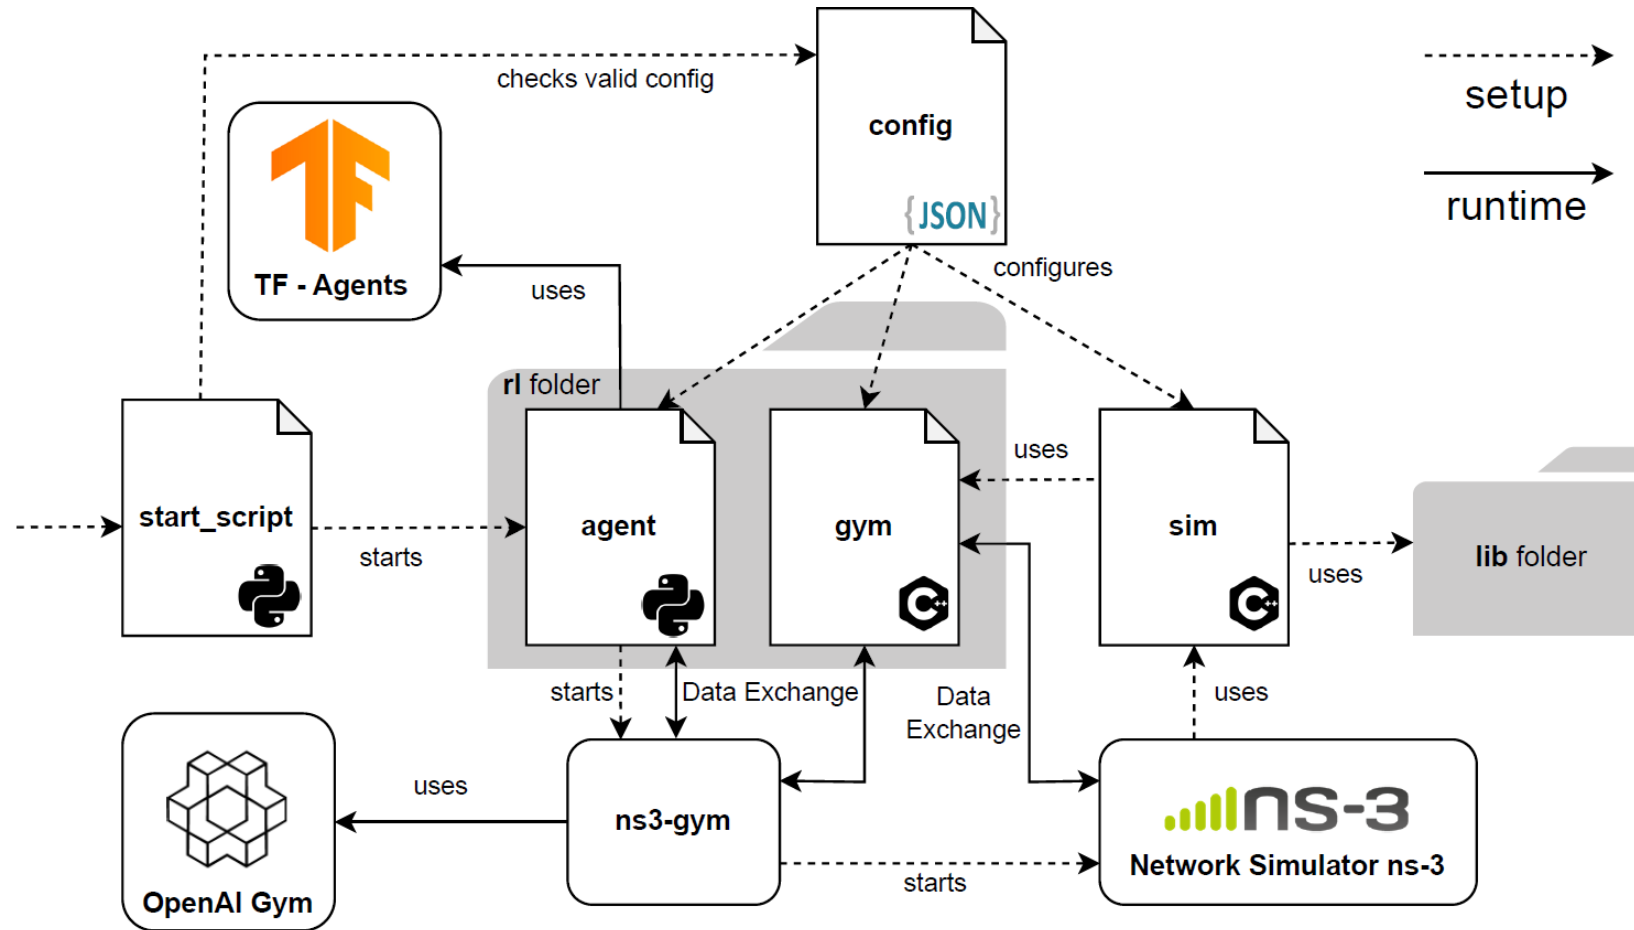 checks valid config
setup
config
{JSON}
runtime
TF - Agents
uses
configures
rl folder
start_script
starts
agent
gym
uses
sim
uses
lib folder
C++
C++
starts
Data Exchange
Data
Exchange
uses
OpenAI Gym
uses
ns3-gym
starts
ns-3
Network Simulator ns-3